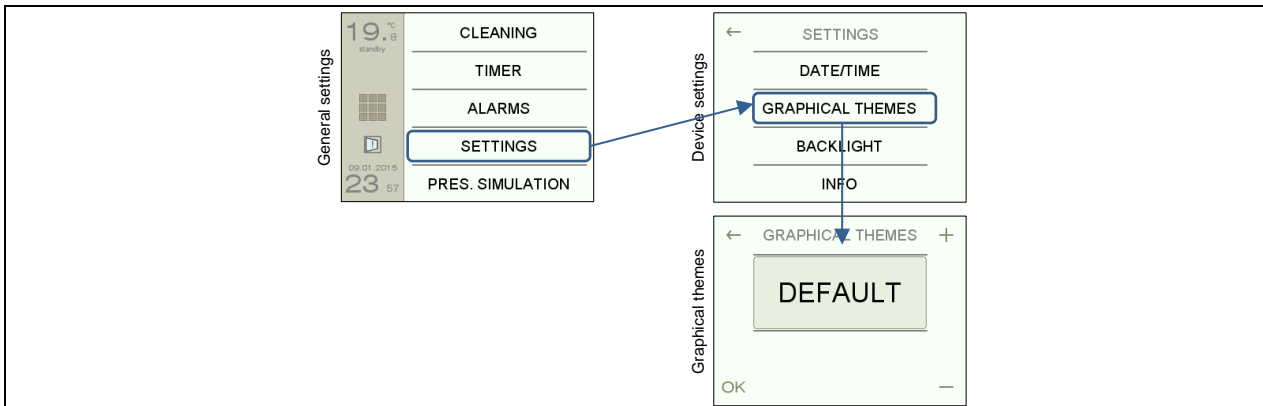 General settings
19.8 °C
standby
09.01.2015
23 57
CLEANING
TIMER
ALARMS
SETTINGS
PRES. SIMULATION
Device settings
← SETTINGS
DATE/TIME
GRAPHICAL THEMES
BACKLIGHT
INFO
Graphical themes
← GRAPHICAL THEMES +
DEFAULT
OK −